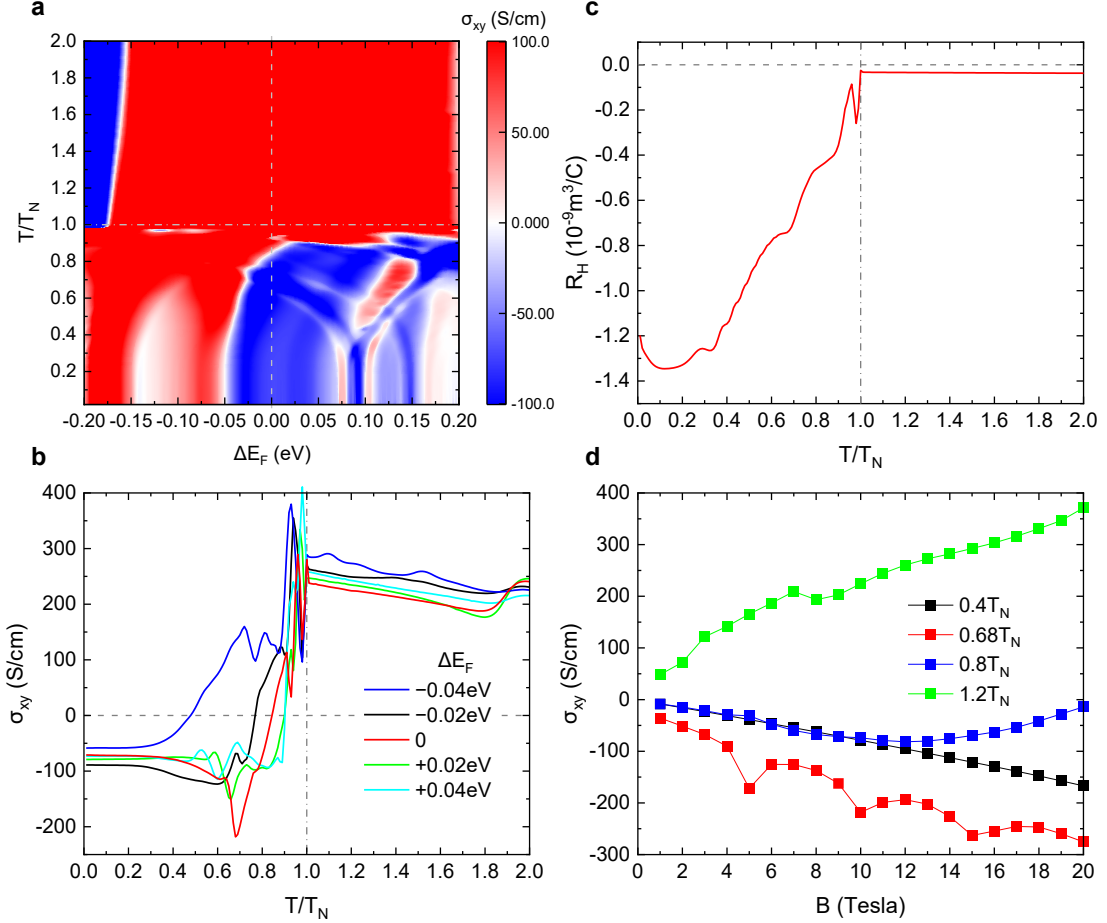 a
σxy (S/cm)
2.0
1.8
1.6
1.4
1.2
1.0
0.8
0.6
0.4
0.2
T/TN
-0.20 -0.15 -0.10 -0.05 0.00 0.05 0.10 0.15 0.20
ΔEF (eV)
100.0
50.00
0.000
-50.00
-100.0
c
0.0
-0.2
-0.4
-0.6
-0.8
-1.0
-1.2
-1.4
RH (10-9m3/C)
0.0 0.2 0.4 0.6 0.8 1.0 1.2 1.4 1.6 1.8 2.0
T/TN
b
400
300
200
100
0
-100
-200
σxy (S/cm)
ΔEF
−0.04eV
−0.02eV
0
+0.02eV
+0.04eV
0.0 0.2 0.4 0.6 0.8 1.0 1.2 1.4 1.6 1.8 2.0
T/TN
d
400
300
200
100
0
-100
-200
-300
σxy (S/cm)
0.4TN
0.68TN
0.8TN
1.2TN
0 2 4 6 8 10 12 14 16 18 20
B (Tesla)